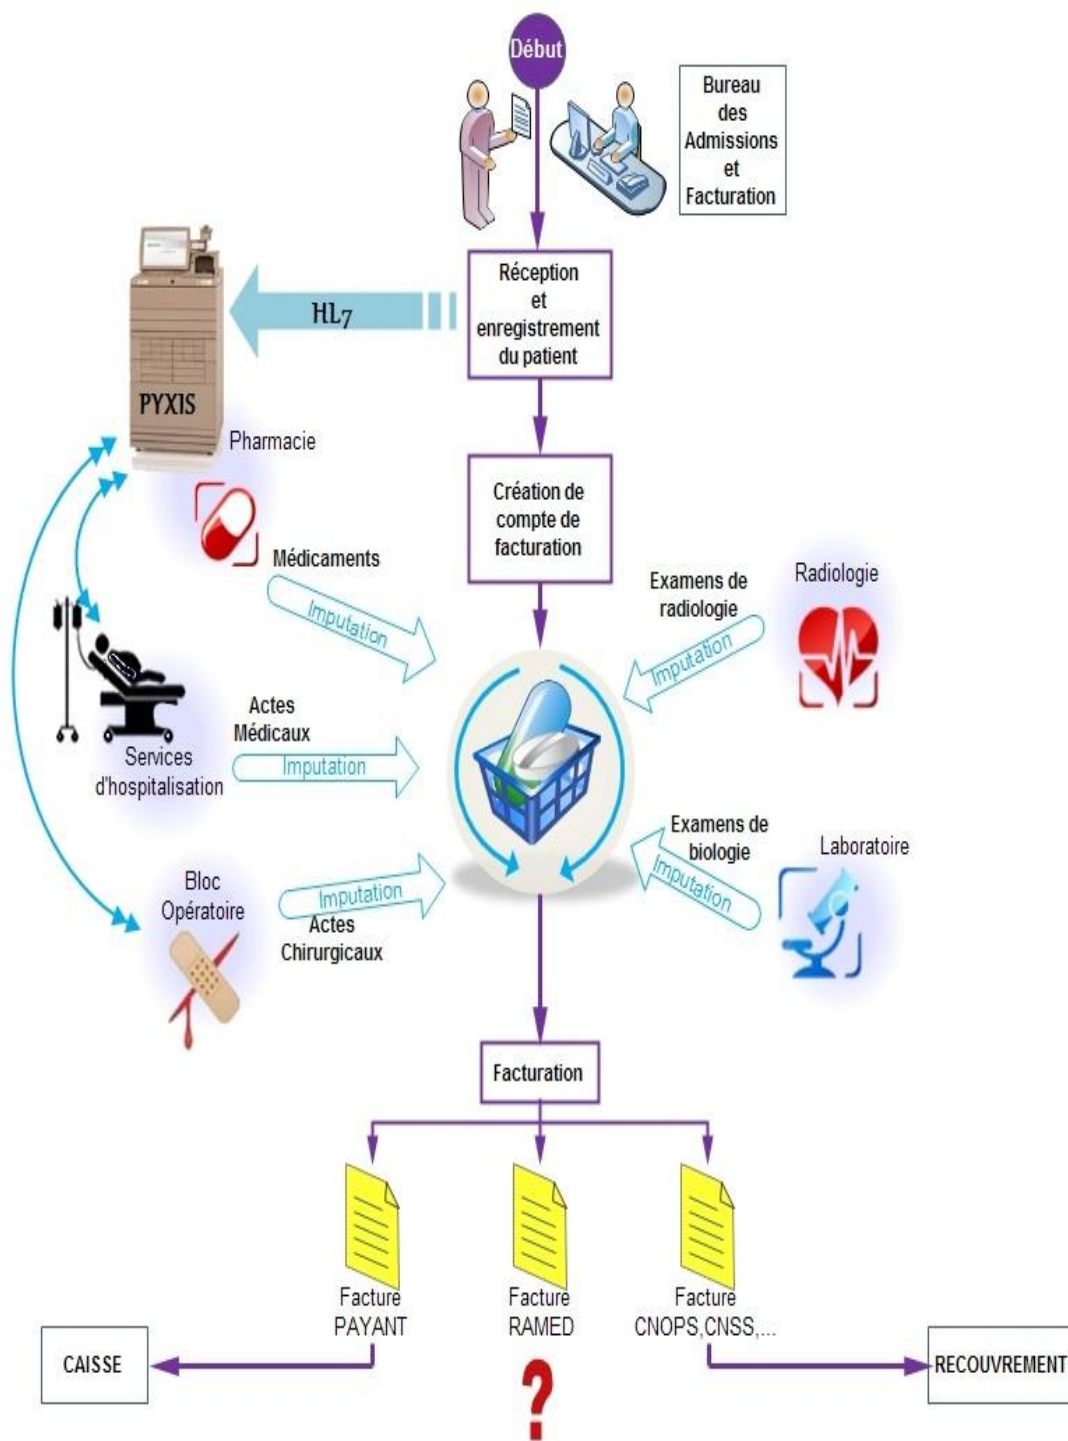 Début
Bureau
des
Admissions
et
Facturation
Réception
et
enregistrement
du patient
HL7
PYXIS
Pharmacie
Création de
compte de
facturation
Médicaments
Imputation
Examens de
radiologie
Radiologie
Imputation
Actes
Médicaux
Imputation
Services
d'hospitalisation
Examens de
biologie
Laboratoire
Imputation
Bloc
Opératoire
Imputation
Actes
Chirurgicaux
Facturation
Facture
PAYANT
Facture
RAMED
Facture
CNOPS,CNSS,...
CAISSE
?
RECOUVREMENT